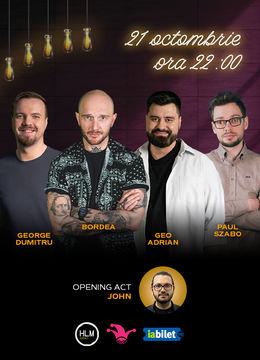 21 octombrie
ora 22:00
GEORGE
DUMITRU
BORDEA
GEO
ADRIAN
PAUL
SZABO
OPENING ACT
JOHN
HLM
iabilet